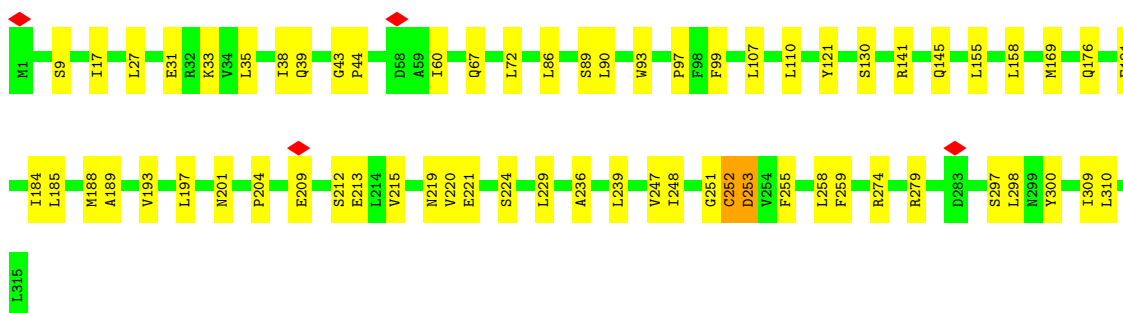 M1 S9 I17 L27 E31 R32 K33 V34 L35 I38 Q39 G43 P44 D58 A59 I60 Q67 L72 L86 S89 L90 W93 P97 F98 F99 L107 L110 Y121 S130 R141 Q145 L155 L158 M169 Q176
I184 L185 M188 A189 V193 L197 N201 P204 E209 S212 E213 L214 V215 N219 V220 E221 S224 L229 A236 L239 V247 I248 G251 C252 D253 V254 F255 L258 F259 R274 R279 D283 S297 L298 N299 Y300 I309 L310
L315